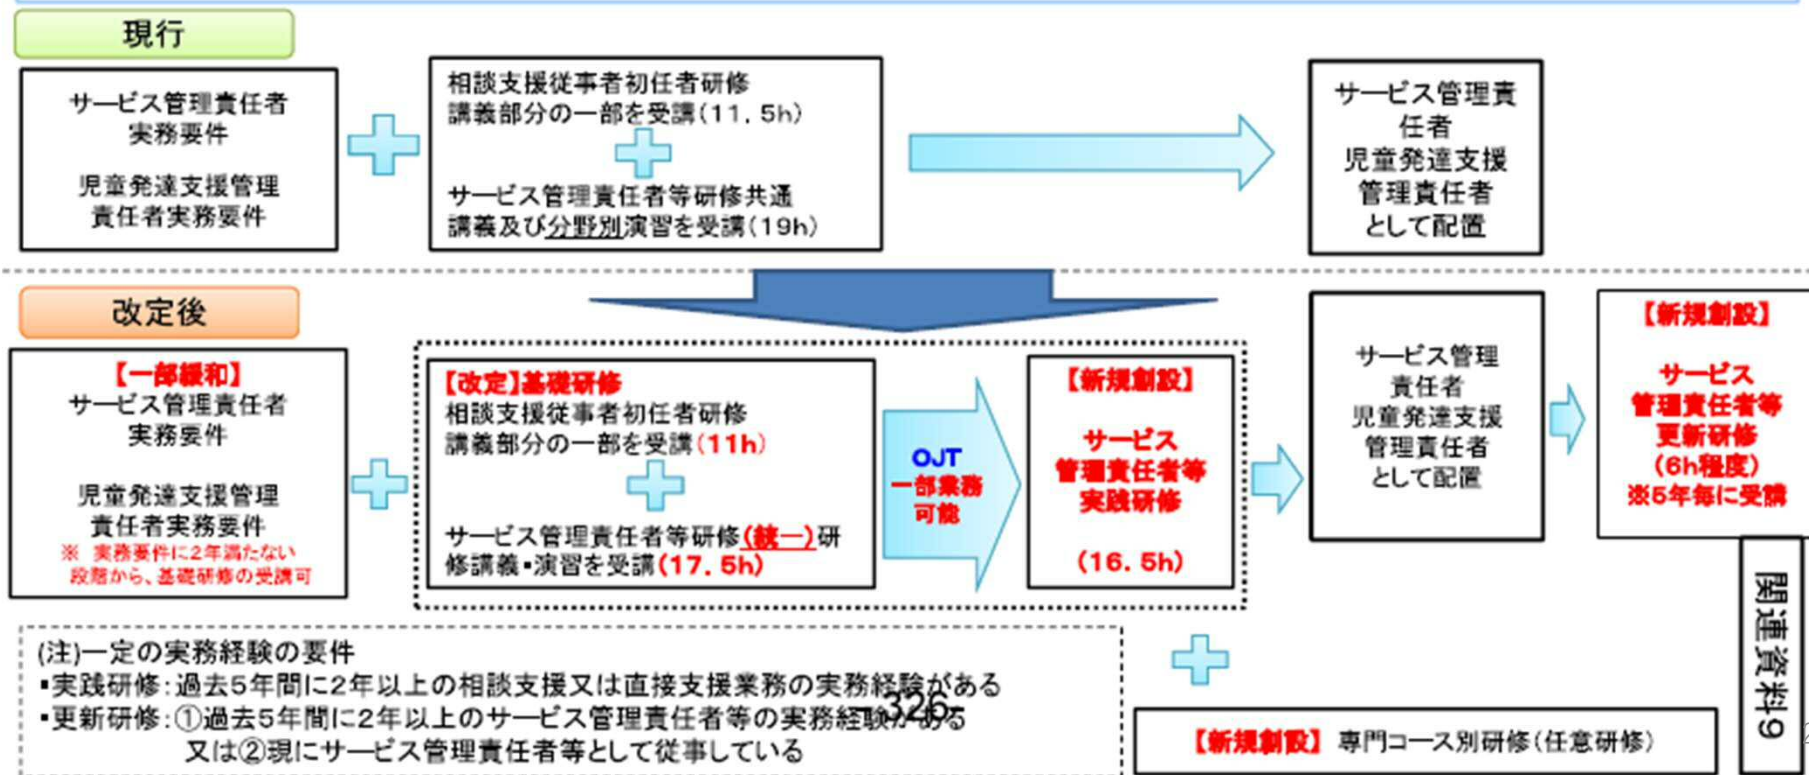 現行
サービス管理責任者
実務要件
児童発達支援管理
責任者実務要件
相談支援従事者初任者研修
講義部分の一部を受講(11.5h)
サービス管理責任者等研修共通
講義及び分野別演習を受講(19h)
サービス管理責
任者
児童発達支援
管理責任者
として配置
改定後
【一部緩和】
サービス管理責任者
実務要件
児童発達支援管理
責任者実務要件
※ 実務要件に2年満たない
段階から、基礎研修の受講可
【改定】基礎研修
相談支援従事者初任者研修
講義部分の一部を受講(11h)
サービス管理責任者等研修(統一)研
修講義・演習を受講(17.5h)
OJT
一部業務
可能
【新規創設】
サービス
管理責任者等
実践研修
(16.5h)
サービス管理
責任者
児童発達支援
管理責任者
として配置
【新規創設】
サービス
管理責任者等
更新研修
(6h程度)
※5年毎に受講
(注)一定の実務経験の要件
▪実践研修:過去5年間に2年以上の相談支援又は直接支援業務の実務経験がある
▪更新研修:①過去5年間に2年以上のサービス管理責任者等の実務経験がある
又は②現にサービス管理責任者等として従事している
-326-
【新規創設】 専門コース別研修(任意研修)
関連資料9